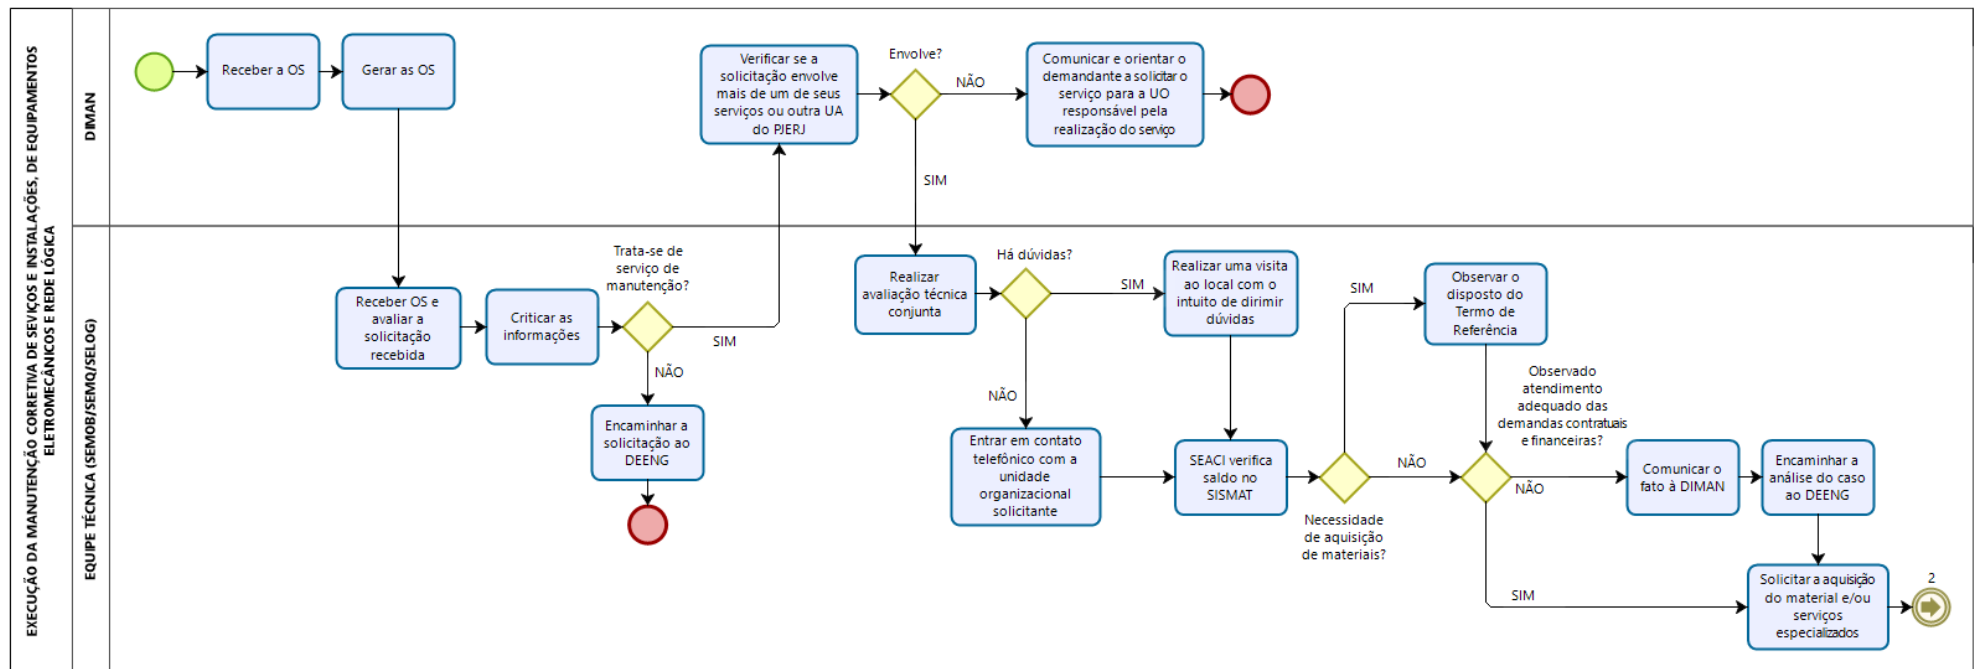 EXECUÇÃO DA MANUTENÇÃO CORRETIVA DE SERVIÇOS E INSTALAÇÕES, DE EQUIPAMENTOS
ELETROMECÂNICOS E REDE LÓGICA
DIMAN
Receber a OS
Gerar as OS
Verificar se a
solicitação envolve
mais de um de seus
serviços ou outra UA
do PJERJ
Envolve?
NÃO
SIM
Comunicar e orientar o
demandante a solicitar o
serviço para a UO
responsável pela
realização do serviço
EQUIPE TÉCNICA (SEMOB/SEMQ/SELOG)
Receber OS e
avaliar a
solicitação
recebida
Criticar as
informações
Trata-se de
serviço de
manutenção?
SIM
NÃO
Encaminhar a
solicitação ao
DEENG
Realizar
avaliação técnica
conjunta
Há dúvidas?
SIM
NÃO
Realizar uma visita
ao local com o
intuito de dirimir
dúvidas
Entrar em contato
telefônico com a
unidade
organizacional
solicitante
SEACI verifica
saldo no
SISMAT
Necessidade
de aquisição
de materiais?
SIM
NÃO
Observar o
disposto do
Termo de
Referência
Observado
atendimento
adequado das
demandas contratuais
e financeiras?
NÃO
SIM
Comunicar o
fato à DIMAN
Encaminhar a
análise do caso
ao DEENG
Solicitar a aquisição
do material e/ou
serviços
especializados
2